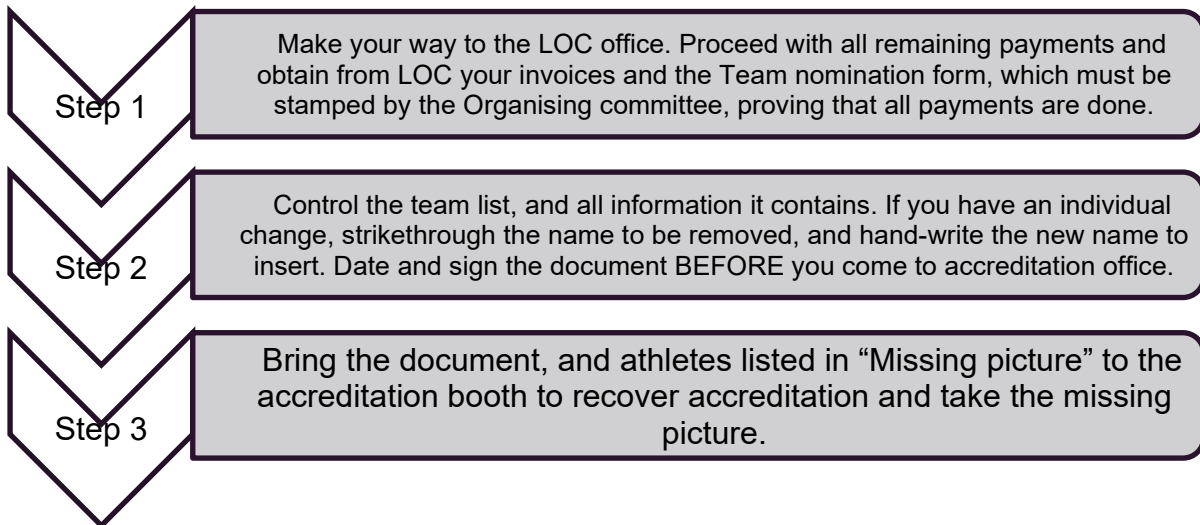 Step 1
Make your way to the LOC office. Proceed with all remaining payments and
obtain from LOC your invoices and the Team nomination form, which must be
stamped by the Organising committee, proving that all payments are done.
Step 2
Control the team list, and all information it contains. If you have an individual
change, strikethrough the name to be removed, and hand-write the new name to
insert. Date and sign the document BEFORE you come to accreditation office.
Step 3
Bring the document, and athletes listed in “Missing picture” to the
accreditation booth to recover accreditation and take the missing
picture.